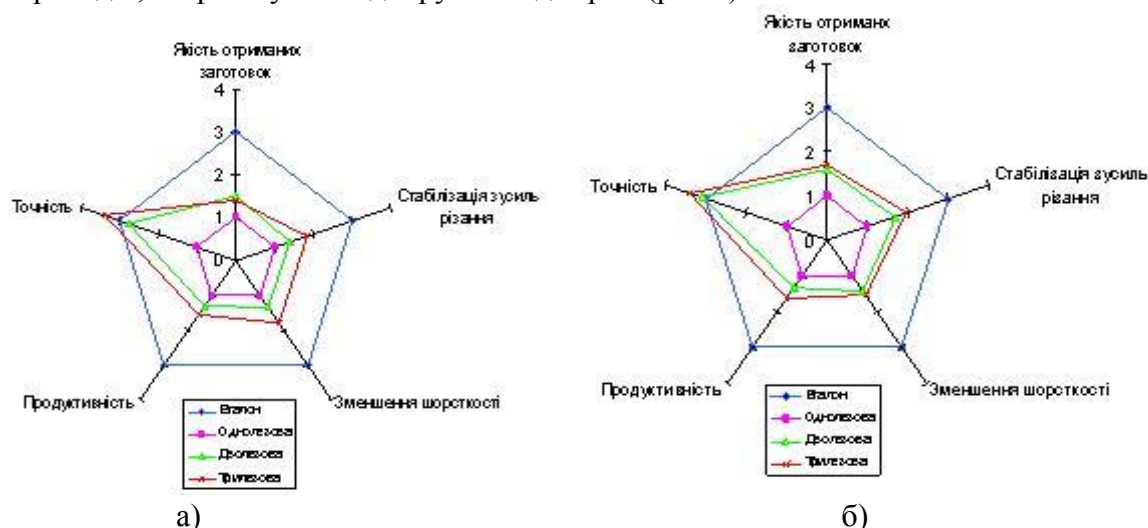 Якість отриманих
заготовок
4
3
2
1
0
Точність
Стабілізація зусиль
різання
Продуктивність
Зменшення шорсткості
Еталон
Однолезова
Дволезова
Трилезова
а)
Якість отриманх
заготовок
4
3
2
1
0
Точність
Стабілізація зусиль
різання
Продуктивність
Зменшення шорсткості
Еталон
Однолезова
Дволезова
Трилезова
б)